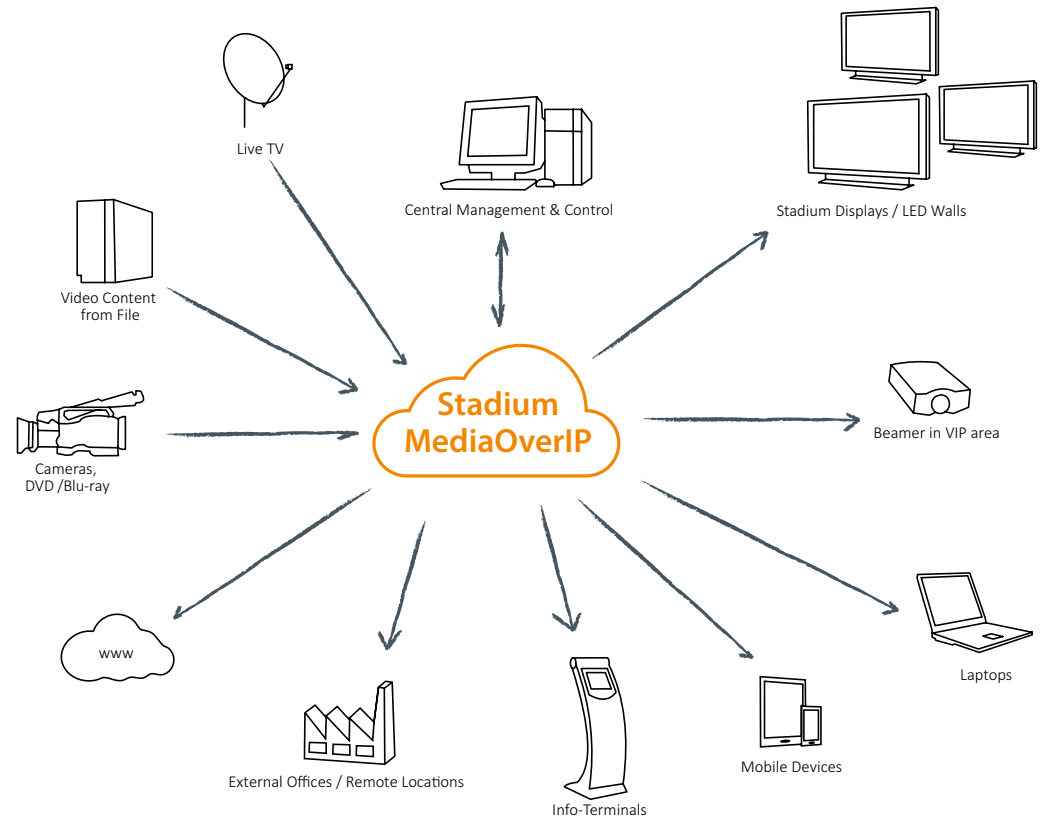 Live TV
Central Management & Control
Stadium Displays / LED Walls
Video Content
from File
Stadium
MediaOverIP
Beamer in VIP area
Cameras,
DVD /Blu-ray
www
Laptops
External Offices / Remote Locations
Mobile Devices
Info-Terminals